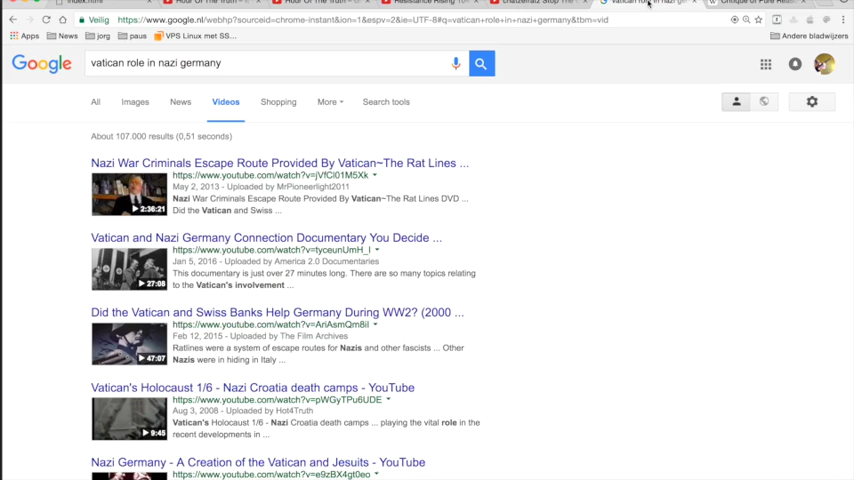 index.html
Hour Of The Truth
Hour Of The Truth
Resistance Rising
vatican role in nazi ge
Critique of Pure Reas
Veilig
https://www.google.nl/webhp?sourceid=chrome-instant&ion=1&espv=2&ie=UTF-8#q=vatican+role+in+nazi+germany&tbm=vid
Apps
News
jorg
paus
VPS Linux met SS...
Andere bladwijzers
Google
vatican role in nazi germany
All
Images
News
Videos
Shopping
More
Search tools
About 107.000 results (0,51 seconds)
Nazi War Criminals Escape Route Provided By Vatican~The Rat Lines ...
https://www.youtube.com/watch?v=jVfCl01M5Xk
May 2, 2013 - Uploaded by MrPioneerlight2011
Nazi War Criminals Escape Route Provided By Vatican~The Rat Lines DVD ...
Did the Vatican and Swiss ...
2:36:21
Vatican and Nazi Germany Connection Documentary You Decide ...
https://www.youtube.com/watch?v=tyceunUmH_I
Jan 5, 2016 - Uploaded by America 2.0 Documentaries
This documentary is just over 27 minutes long. There are so many topics relating
to the Vatican's involvement ...
27:08
Did the Vatican and Swiss Banks Help Germany During WW2? (2000 ...
https://www.youtube.com/watch?v=AriAsmQm8iI
Feb 12, 2015 - Uploaded by The Film Archives
Ratlines were a system of escape routes for Nazis and other fascists ... Other
Nazis were in hiding in Italy ...
47:07
Vatican's Holocaust 1/6 - Nazi Croatia death camps - YouTube
https://www.youtube.com/watch?v=pWGyTPu6UDE
Aug 3, 2008 - Uploaded by Hot4Truth
Vatican's Holocaust 1/6 - Nazi Croatia death camps ... playing the vital role in the
recent developments in ...
9:45
Nazi Germany - A Creation of the Vatican and Jesuits - YouTube
https://www.youtube.com/watch?v=e9zBX4gt0eo